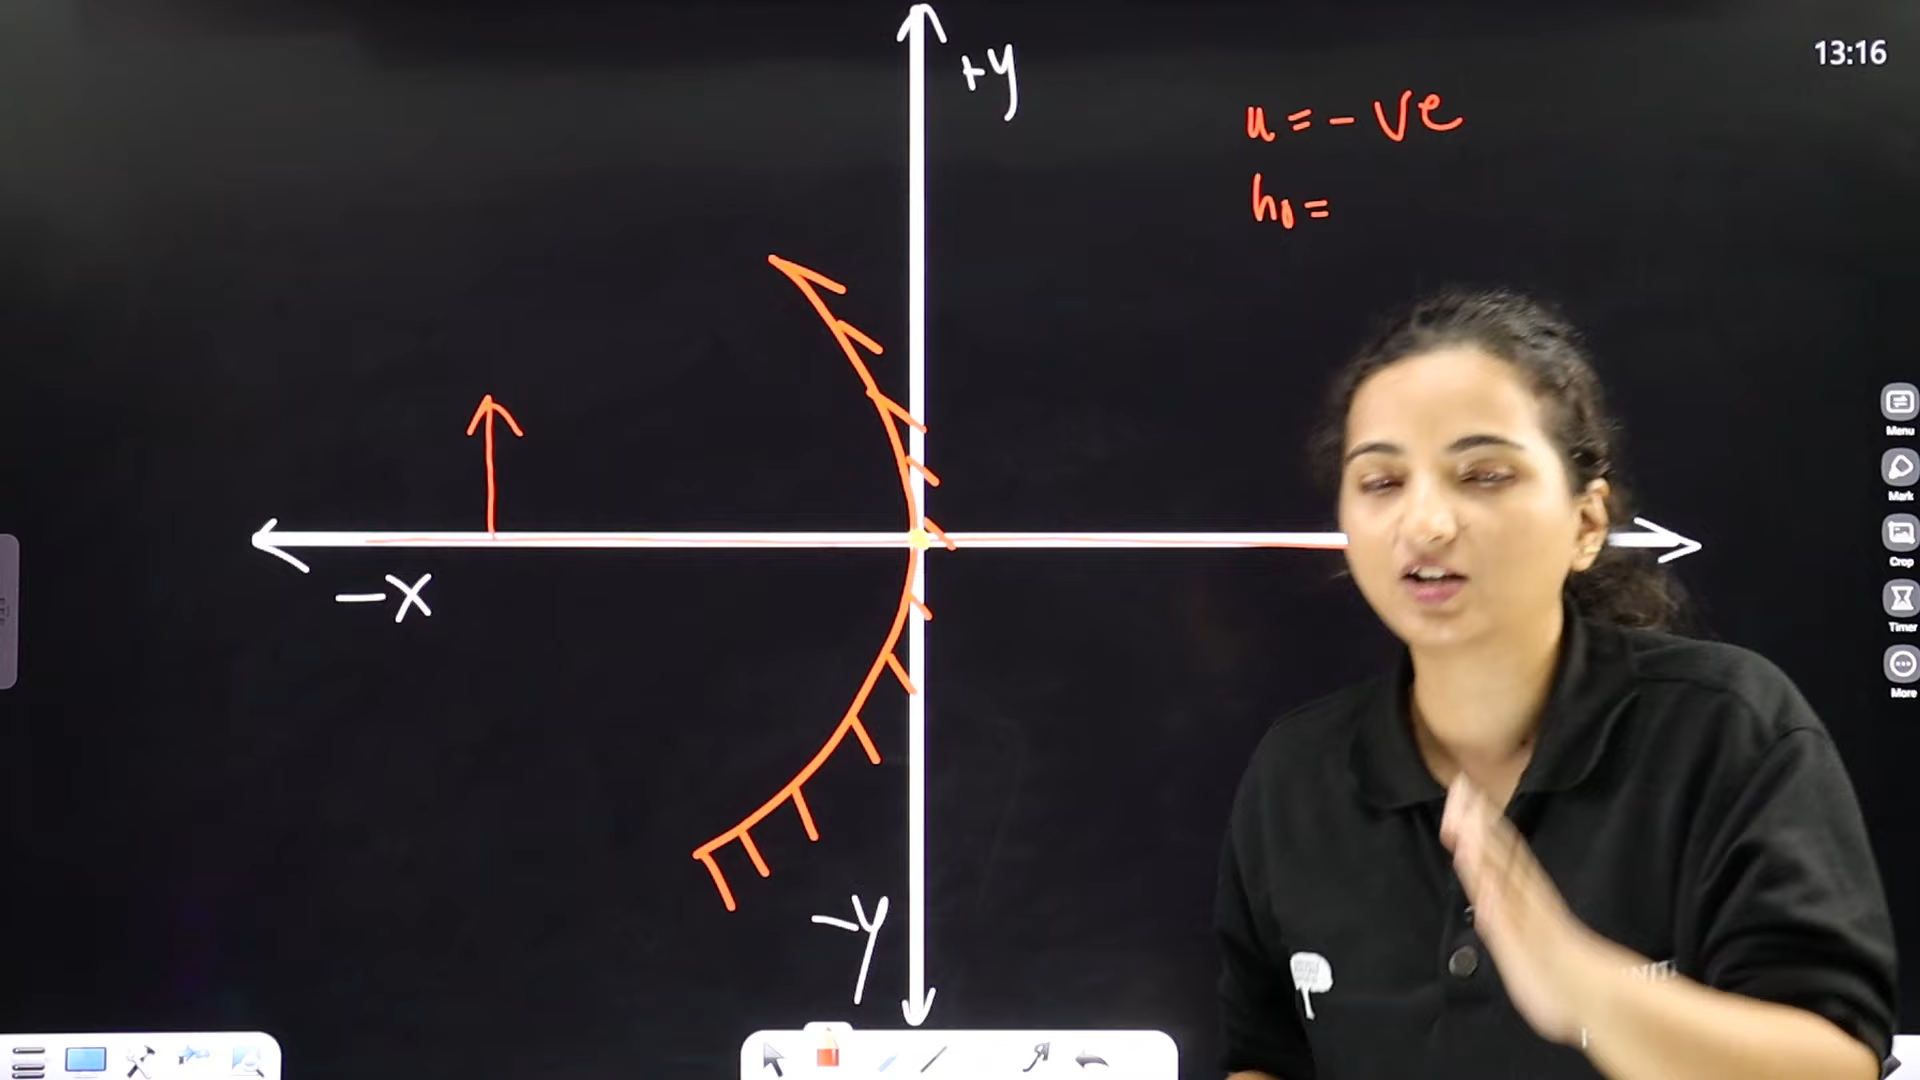 13:16
+y
u = - ve
h₀ =
-x
-y
Menu
Mark
Crop
Timer
More